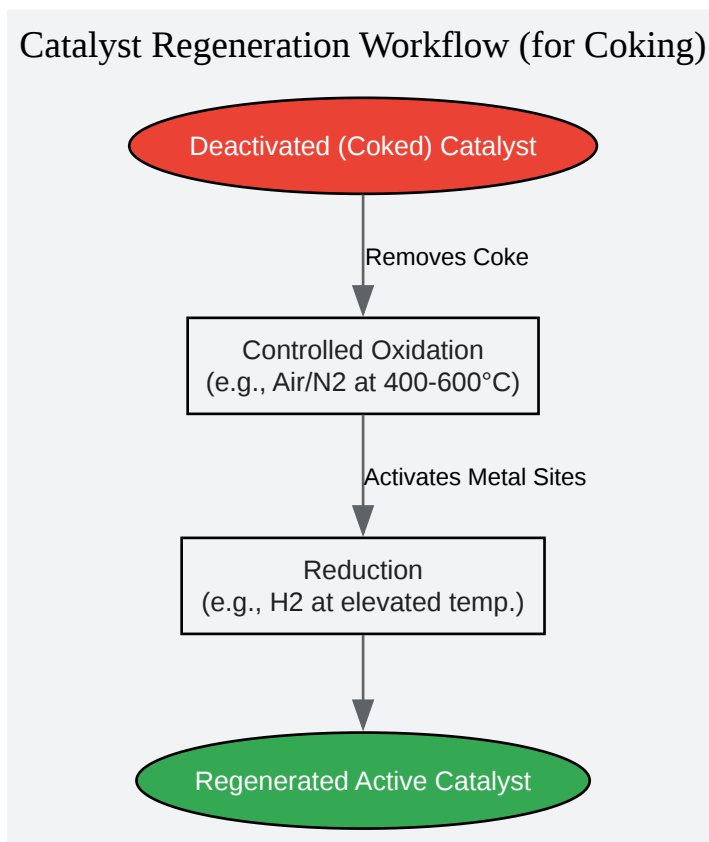 Catalyst Regeneration Workflow (for Coking)
Deactivated (Coked) Catalyst
Removes Coke
Controlled Oxidation
(e.g., Air/N2 at 400-600°C)
Activates Metal Sites
Reduction
(e.g., H2 at elevated temp.)
Regenerated Active Catalyst